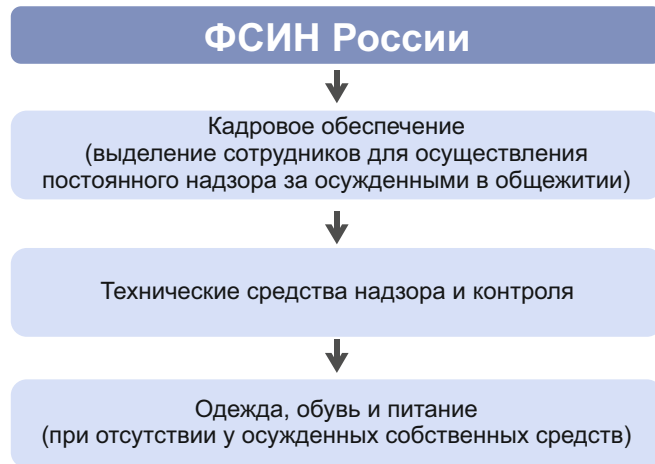 ФСИН России
Кадровое обеспечение
(выделение сотрудников для осуществления
постоянного надзора за осужденными в общежитии)
Технические средства надзора и контроля
Одежда, обувь и питание
(при отсутствии у осужденных собственных средств)